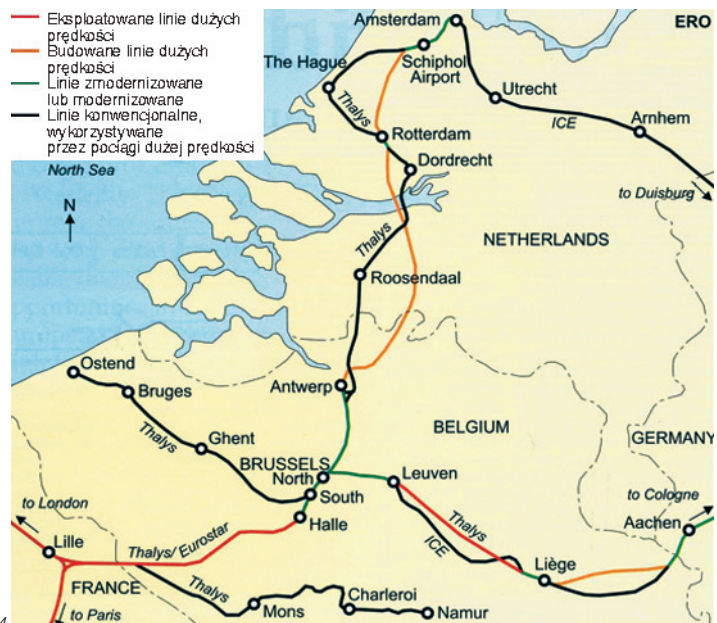 Eksploatowane linie dużych
prędkości
Budowane linie dużych
prędkości
Linie zmodernizowane
lub modernizowane
Linie konwencjonalne,
wykorzystywane
przez pociągi dużej prędkości
ERO
Amsterdam
Schiphol
Airport
The Hague
Utrecht
Thalys
ICE
Arnhem
Rotterdam
Dordrecht
North Sea
to Duisburg
N
Thalys
NETHERLANDS
Roosendaal
Ostend
Bruges
Antwerp
Ghent
Thalys
BELGIUM
GERMANY
BRUSSELS
North
South
Leuven
to London
Halle
Thalys
to Cologne
Aachen
Lille
Thalys/ Eurostar
ICE
Liège
FRANCE
Thalys
Mons
Charleroi
Namur
to Paris
4